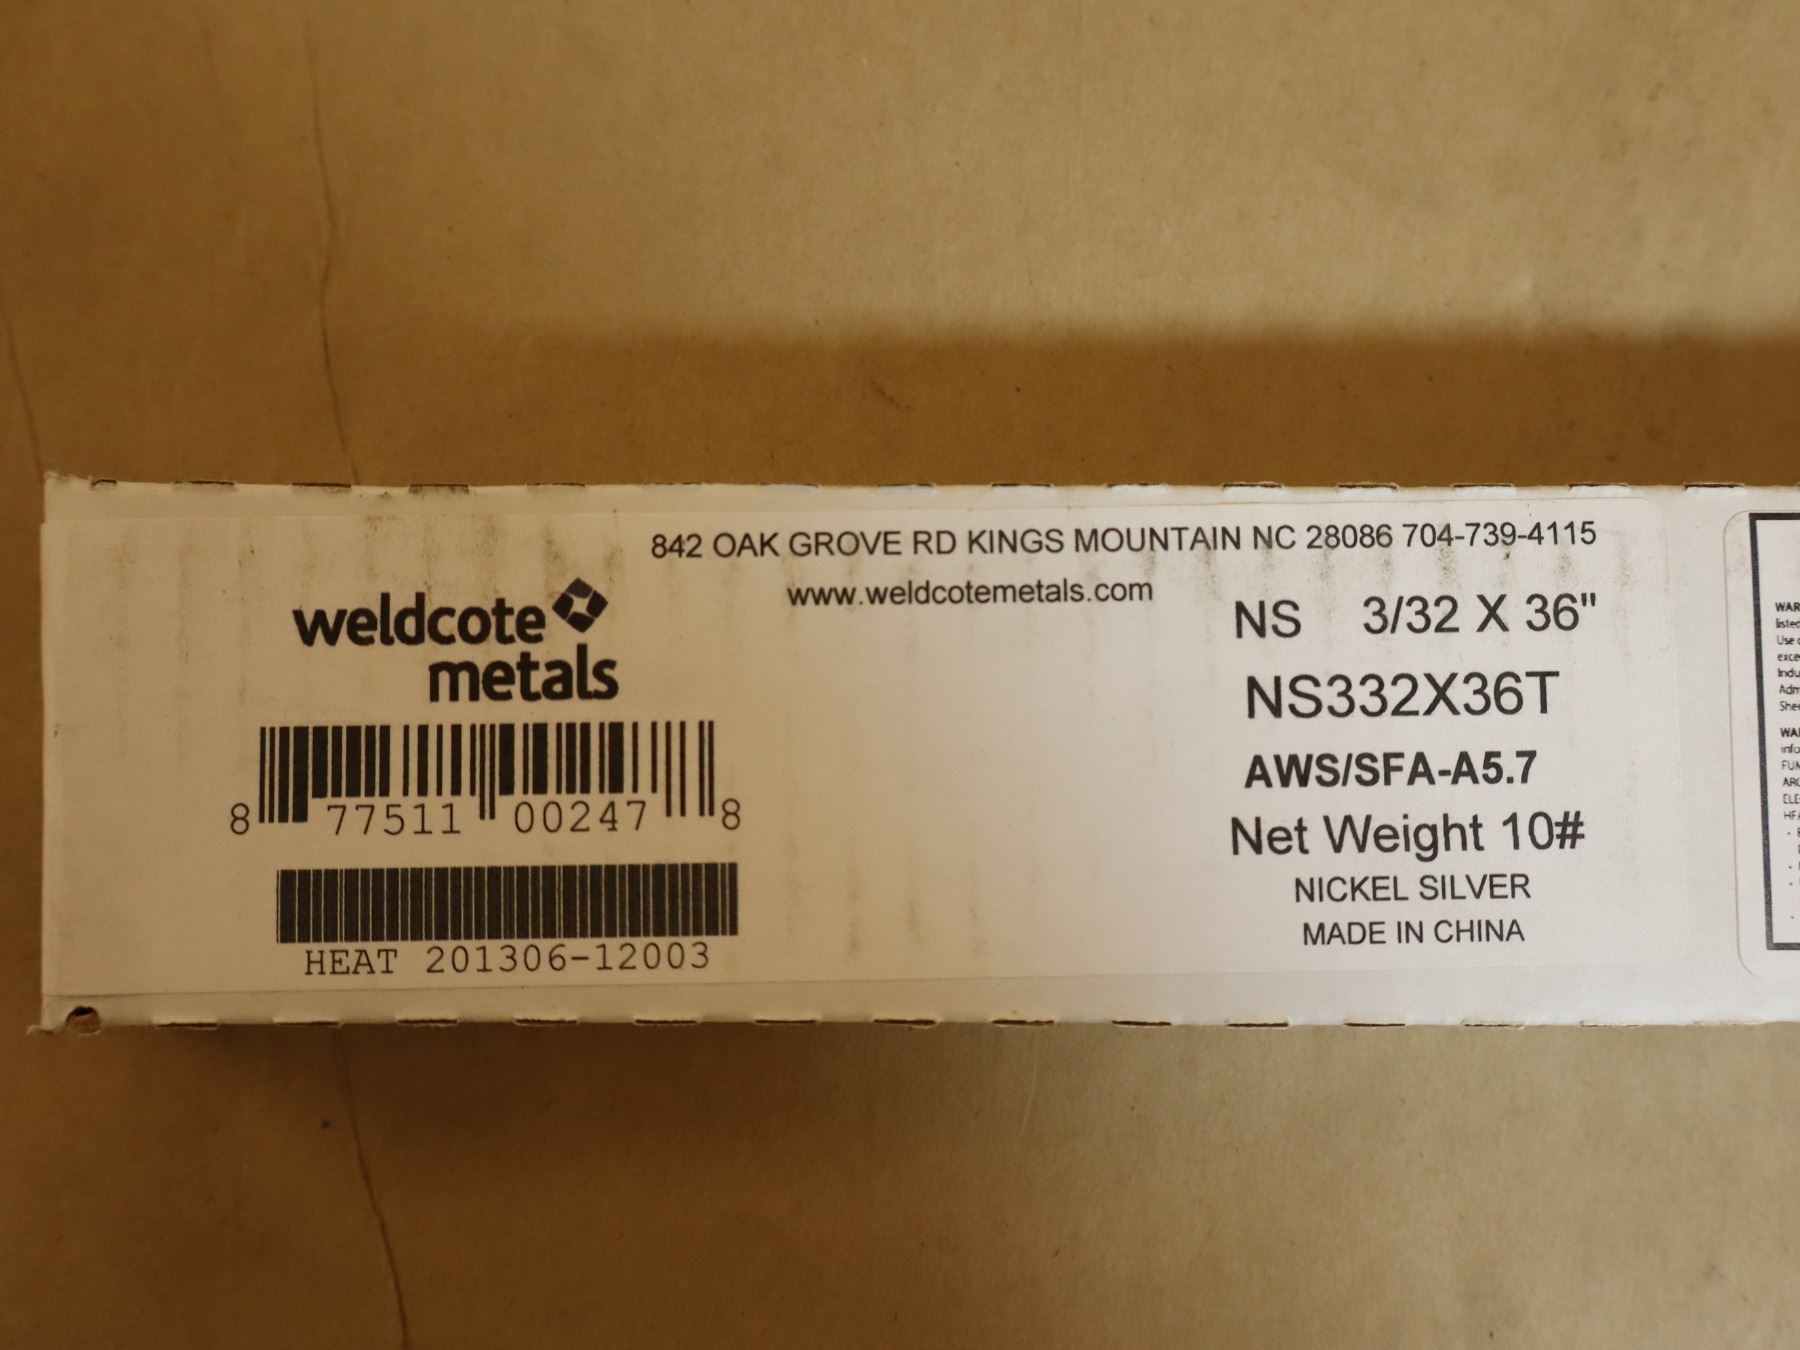 842 OAK GROVE RD KINGS MOUNTAIN NC 28086 704-739-4115
www.weldcotemetals.com
weldcote
metals
8 77511 00247 8
HEAT 201306-12003
NS 3/32 X 36"
NS332X36T
AWS/SFA-A5.7
Net Weight 10#
NICKEL SILVER
MADE IN CHINA